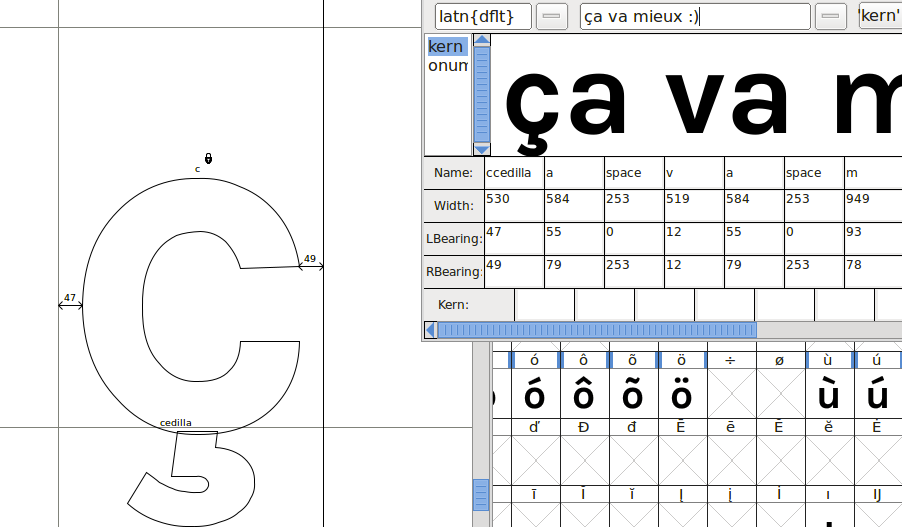 latn{dflt} ça va mieux :) 'kern'
kern
onum
ça va m
c
49
47
cedilla
Name: ccedilla a space v a space m
Width: 530 584 253 519 584 253 949
LBearing: 47 55 0 12 55 0 93
RBearing: 49 79 253 12 79 253 78
Kern:
ó ô õ ö ÷ ø ù ú
ó ô õ ö ù ú
ď Đ đ Ē ē Ĕ ĕ Ė
ī Ĭ ĭ Į į İ ı IJ